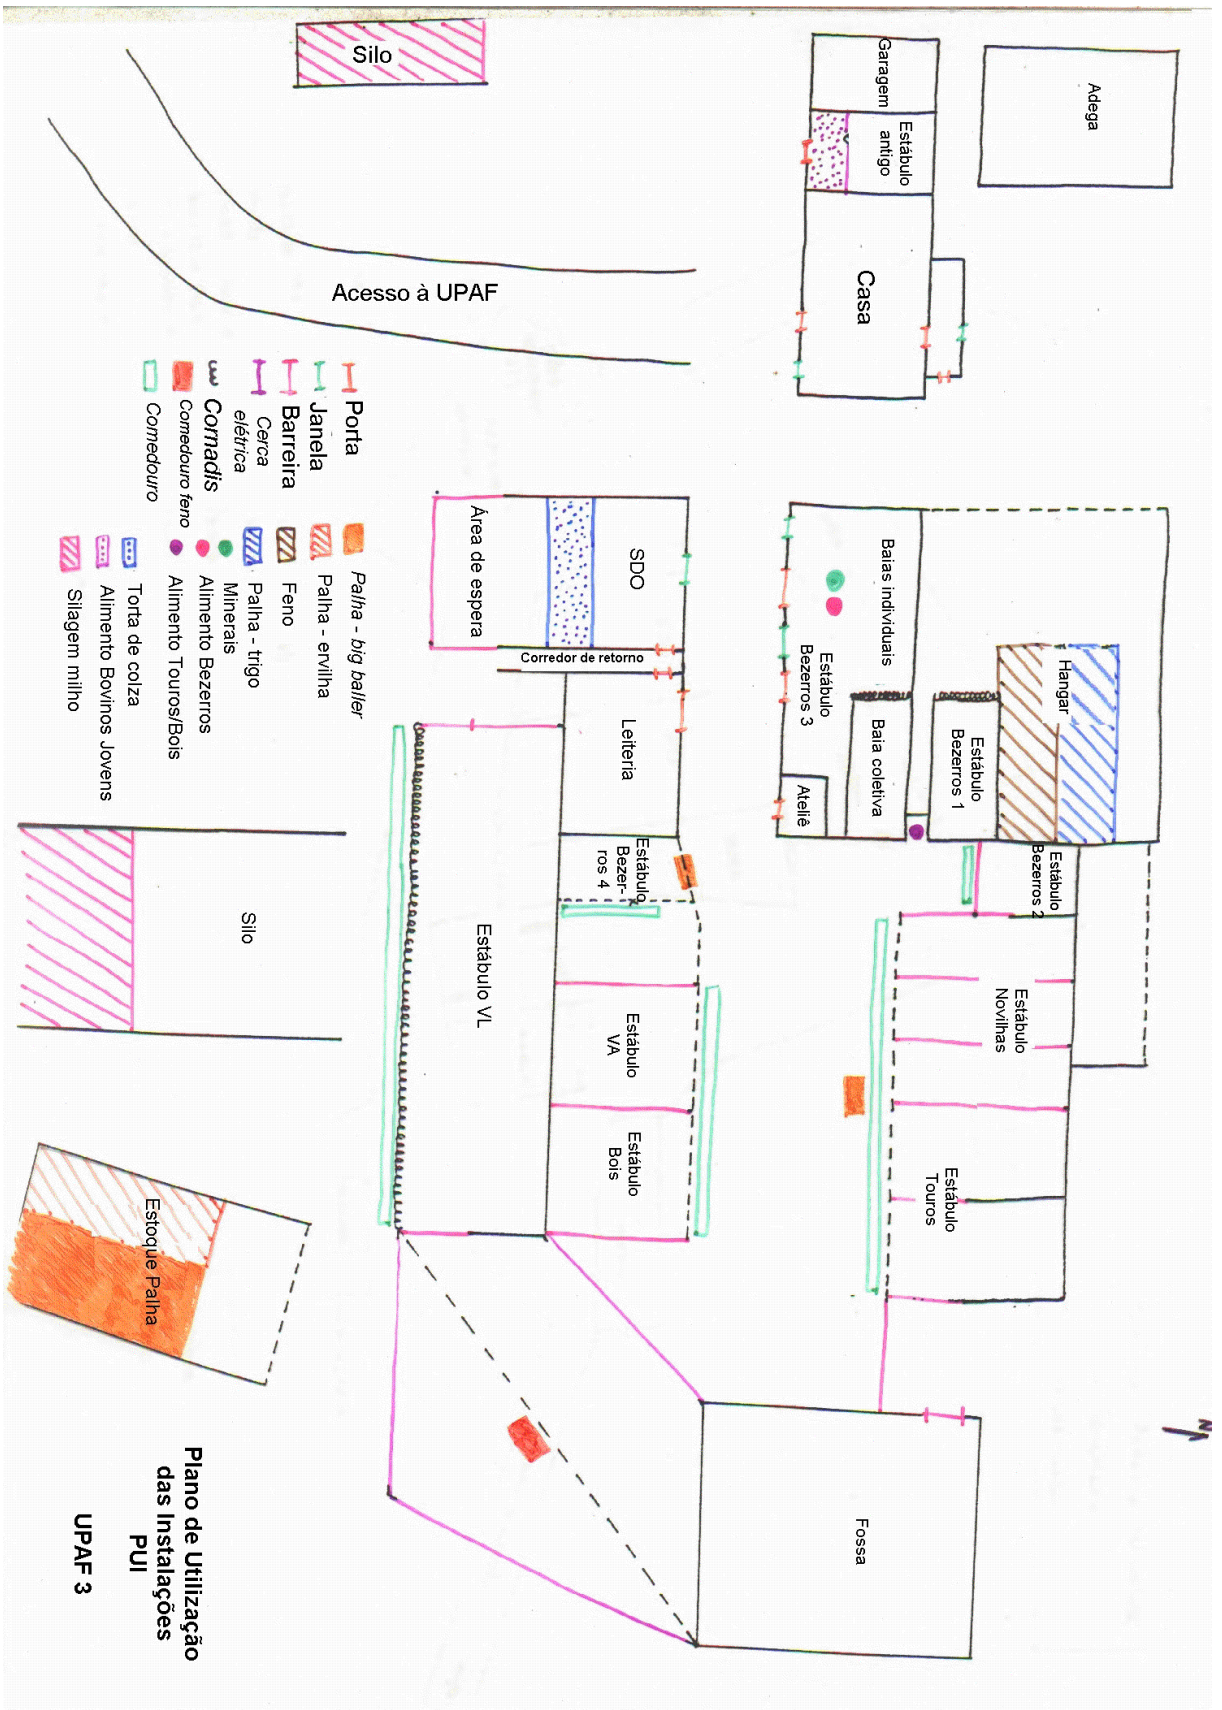 Silo
Garagem
Estábulo
antigo
Adega
Casa
Acesso à UPAF
Porta
Janela
Barreira
Cerca
elétrica
Cornadis
Comedouro feno
Comedouro
Palha - big baller
Palha - ervilha
Feno
Palha - trigo
Minerais
Alimento Bezerros
Alimento Touros/Bois
Torta de colza
Alimento Bovinos Jovens
Silagem milho
Área de espera
SDO
Corredor de retorno
Leiteria
Baias individuais
Estábulo
Bezerros 3
Baia coletiva
Ateliê
Estábulo
Bezerros 1
Hangar
Estábulo
Bezerros 2
Estábulo
Bezer-
ros 4
Estábulo VL
Estábulo
VA
Estábulo
Bois
Estábulo
Novilhas
Estábulo
Touros
Silo
Estoque Palha
Fossa
N
Plano de Utilização
das Instalações
PUI
UPAF 3